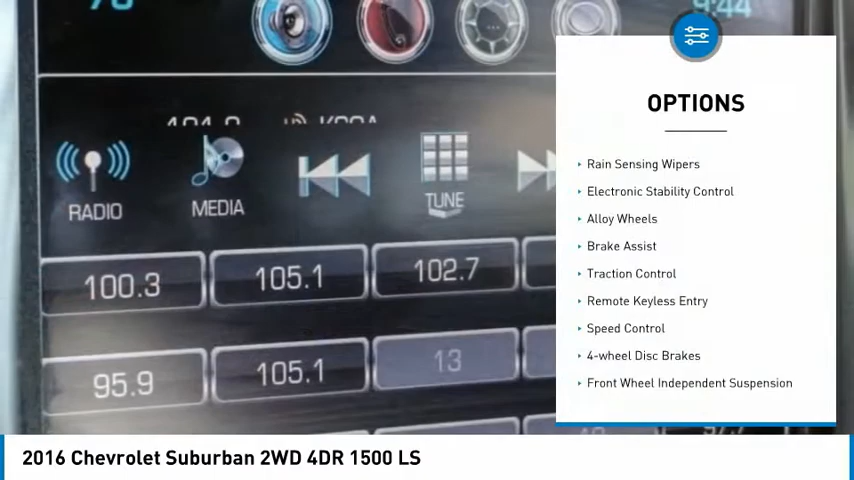 9:44
RADIO
MEDIA
TUNE
100.3
105.1
102.7
95.9
105.1
13
OPTIONS
Rain Sensing Wipers
Electronic Stability Control
Alloy Wheels
Brake Assist
Traction Control
Remote Keyless Entry
Speed Control
4-wheel Disc Brakes
Front Wheel Independent Suspension
2016 Chevrolet Suburban 2WD 4DR 1500 LS